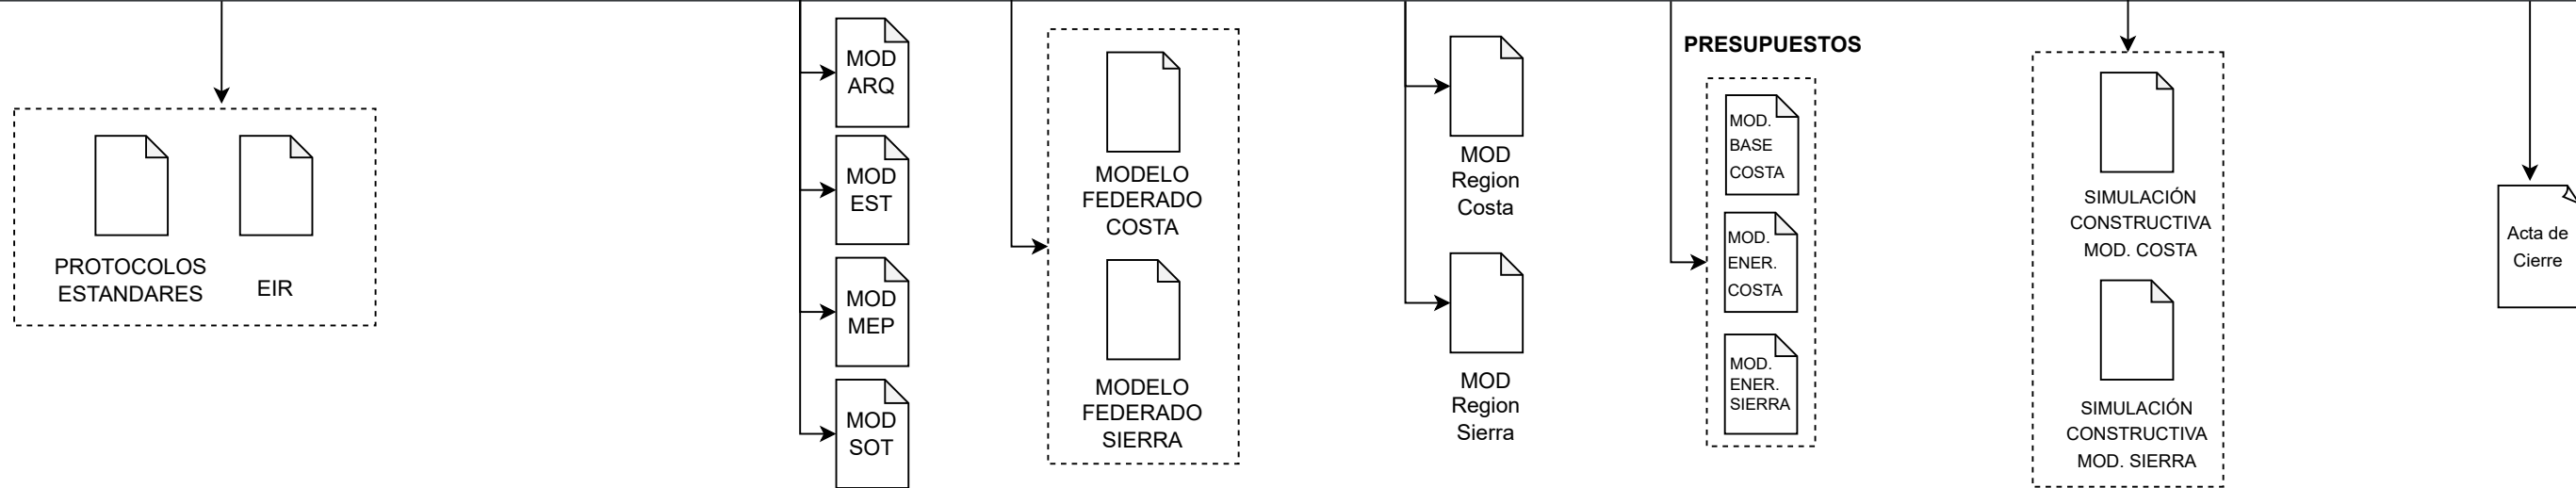 PROTOCOLOS
ESTANDARES
EIR
MOD
ARQ
MOD
EST
MOD
MEP
MOD
SOT
MODELO
FEDERADO
COSTA
MODELO
FEDERADO
SIERRA
MOD
Region
Costa
MOD
Region
Sierra
PRESUPUESTOS
MOD.
BASE
COSTA
MOD.
ENER.
COSTA
MOD.
ENER.
SIERRA
SIMULACIÓN
CONSTRUCTIVA
MOD. COSTA
SIMULACIÓN
CONSTRUCTIVA
MOD. SIERRA
Acta de
Cierre